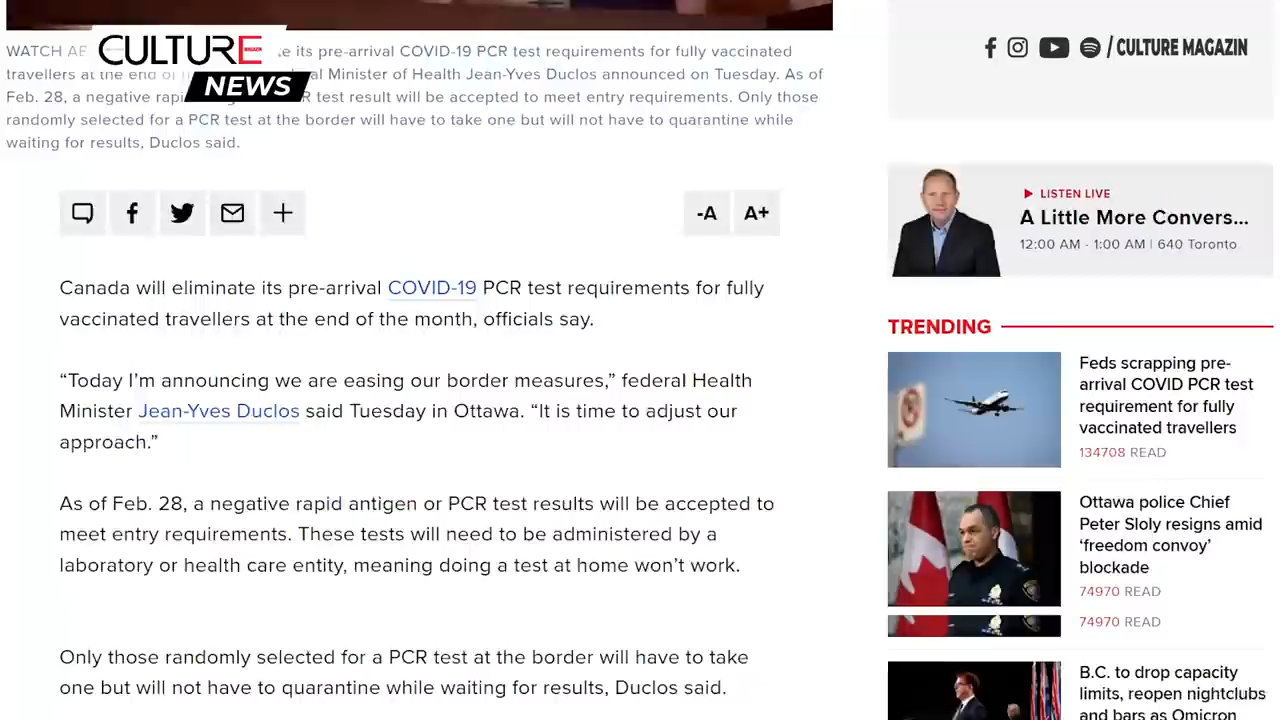 CULTURE
NEWS
/ CULTURE MAGAZIN
WATCH its pre-arrival COVID-19 PCR test requirements for fully vaccinated
travellers at the end of Minister of Health Jean-Yves Duclos announced on Tuesday. As of
Feb. 28, a negative test result will be accepted to meet entry requirements. Only those
randomly selected for a PCR test at the border will have to take one but will not have to quarantine while
waiting for results, Duclos said.
-A A+
Canada will eliminate its pre-arrival COVID-19 PCR test requirements for fully
vaccinated travellers at the end of the month, officials say.
“Today I’m announcing we are easing our border measures,” federal Health
Minister Jean-Yves Duclos said Tuesday in Ottawa. “It is time to adjust our
approach.”
As of Feb. 28, a negative rapid antigen or PCR test results will be accepted to
meet entry requirements. These tests will need to be administered by a
laboratory or health care entity, meaning doing a test at home won’t work.
Only those randomly selected for a PCR test at the border will have to take
one but will not have to quarantine while waiting for results, Duclos said.
LISTEN LIVE
A Little More Convers...
12:00 AM - 1:00 AM | 640 Toronto
TRENDING
Feds scrapping pre-
arrival COVID PCR test
requirement for fully
vaccinated travellers
134708 READ
Ottawa police Chief
Peter Sloly resigns amid
‘freedom convoy’
blockade
74970 READ
74970 READ
B.C. to drop capacity
limits, reopen nightclubs
and bars as Omicron